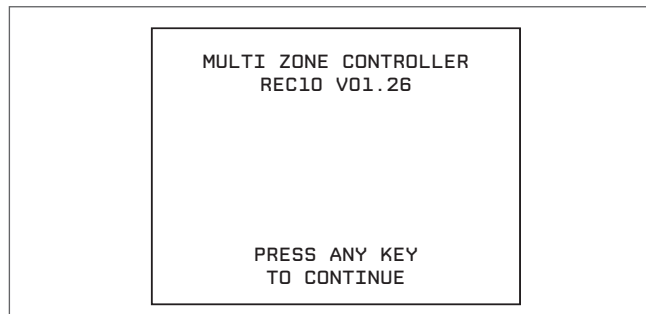 MULTI ZONE CONTROLLER
REC10 V01.26
PRESS ANY KEY
TO CONTINUE